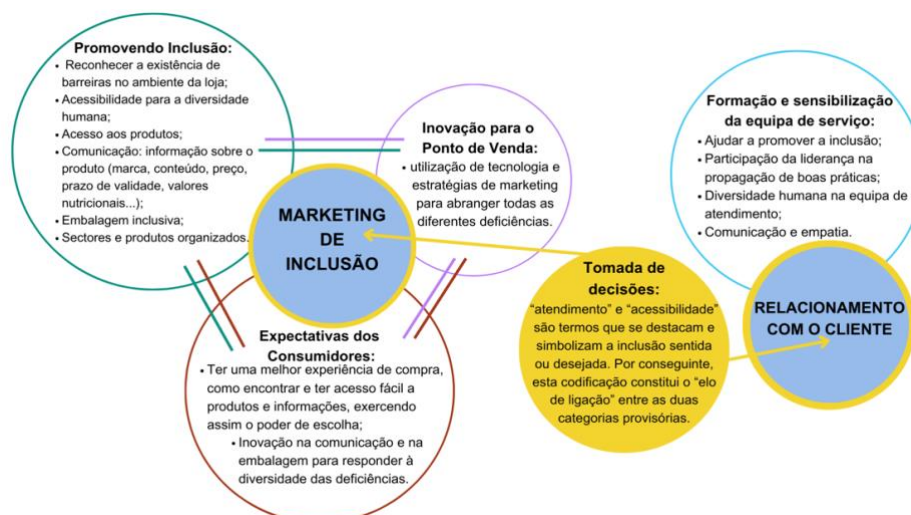 Promovendo Inclusão:
• Reconhecer a existência de
barreiras no ambiente da loja;
• Acessibilidade para a diversidade
humana;
• Acesso aos produtos;
• Comunicação: informação sobre o
produto (marca, conteúdo, preço,
prazo de validade, valores
nutricionais...);
• Embalagem inclusiva;
• Sectores e produtos organizados.
Inovação para o
Ponto de Venda:
• utilização de tecnologia e
estratégias de marketing
para abranger todas as
diferentes deficiências.
MARKETING
DE
INCLUSÃO
Expectativas dos
Consumidores:
• Ter uma melhor experiência de compra,
como encontrar e ter acesso fácil a
produtos e informações, exercendo
assim o poder de escolha;
• Inovação na comunicação e na
embalagem para responder à
diversidade das deficiências.
Tomada de
decisões:
“atendimento” e “acessibilidade”
são termos que se destacam e
simbolizam a inclusão sentida
ou desejada. Por conseguinte,
esta codificação constitui o “elo
de ligação” entre as duas
categorias provisórias.
Formação e sensibilização
da equipa de serviço:
• Ajudar a promover a inclusão;
• Participação da liderança na
propagação de boas práticas;
• Diversidade humana na equipa de
atendimento;
• Comunicação e empatia.
RELACIONAMENTO
COM O CLIENTE